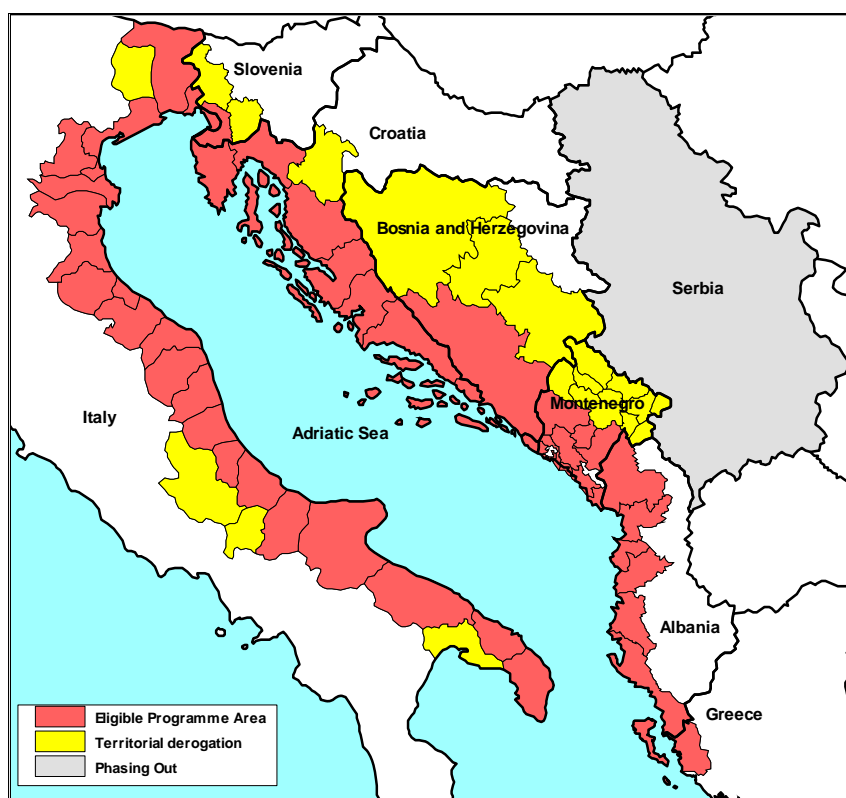 Slovenia
Croatia
Bosnia and Herzegovina
Serbia
Montenegro
Italy
Adriatic Sea
Albania
Greece
Eligible Programme Area
Territorial derogation
Phasing Out